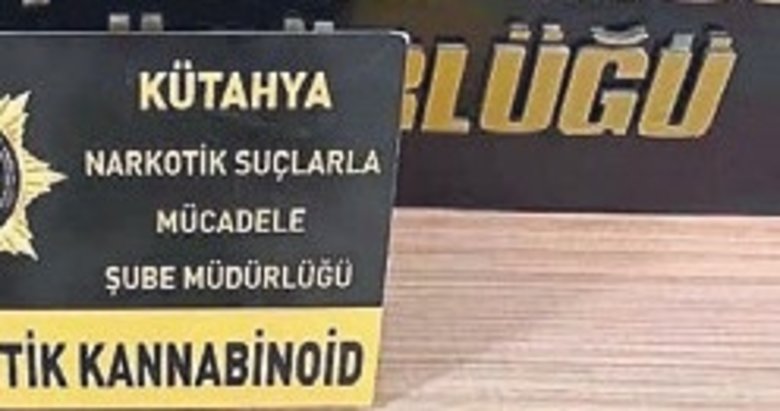 KÜTAHYA
NARKOTİK SUÇLARLA
MÜCADELE
ŞUBE MÜDÜRLÜĞÜ
TİK KANNABİNOİD
RLÜĞÜ